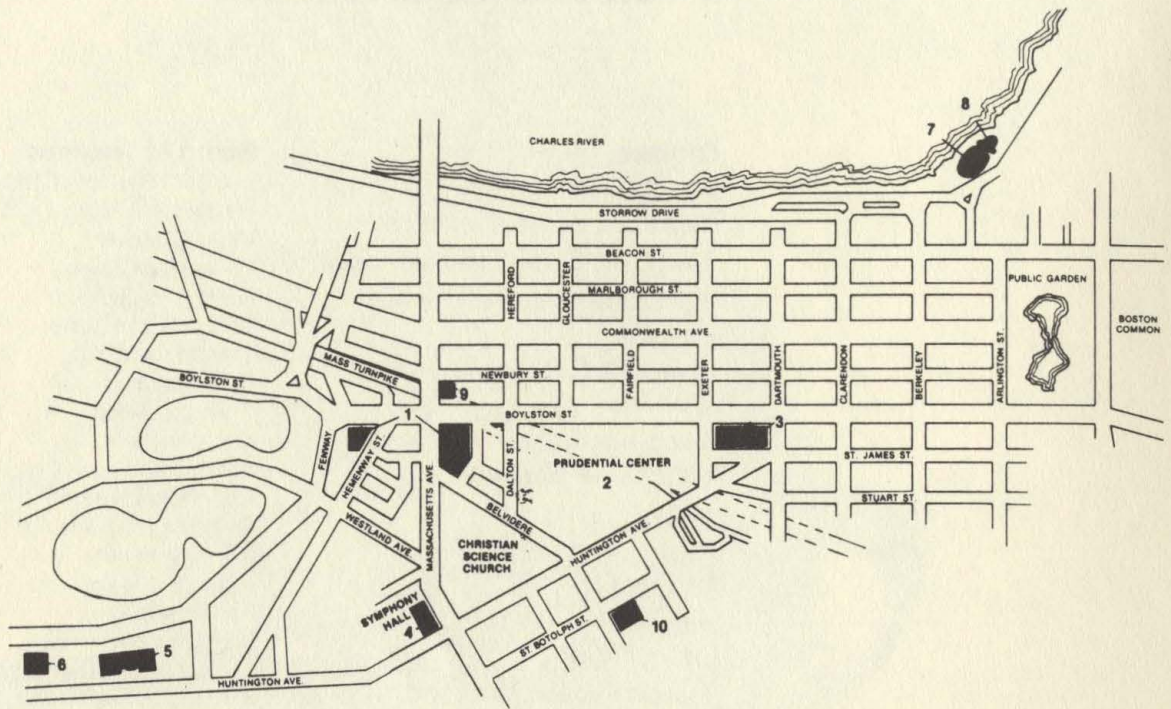 8
7
CHARLES RIVER
STORROW DRIVE
BEACON ST.
HEREFORD
GLOUCESTER
MARLBOROUGH ST.
PUBLIC GARDEN
BOSTON
COMMON
COMMONWEALTH AVE.
MASS TURNPIKE
BOYLSTON ST.
NEWBURY ST.
FAIRFIELD
EXETER
DARTMOUTH
CLARENDON
BERKELEY
ARLINGTON ST.
9
1
BOYLSTON ST.
3
FENWAY
HEMENWAY ST.
MASSACHUSETTS AVE.
DALTON ST.
PRUDENTIAL CENTER
2
ST. JAMES ST.
STUART ST.
BELVIDERE
WESTLAND AVE.
CHRISTIAN
SCIENCE
CHURCH
HUNTINGTON AVE.
SYMPHONY
HALL
4
ST. BOTOLPH ST.
10
6
5
HUNTINGTON AVE.